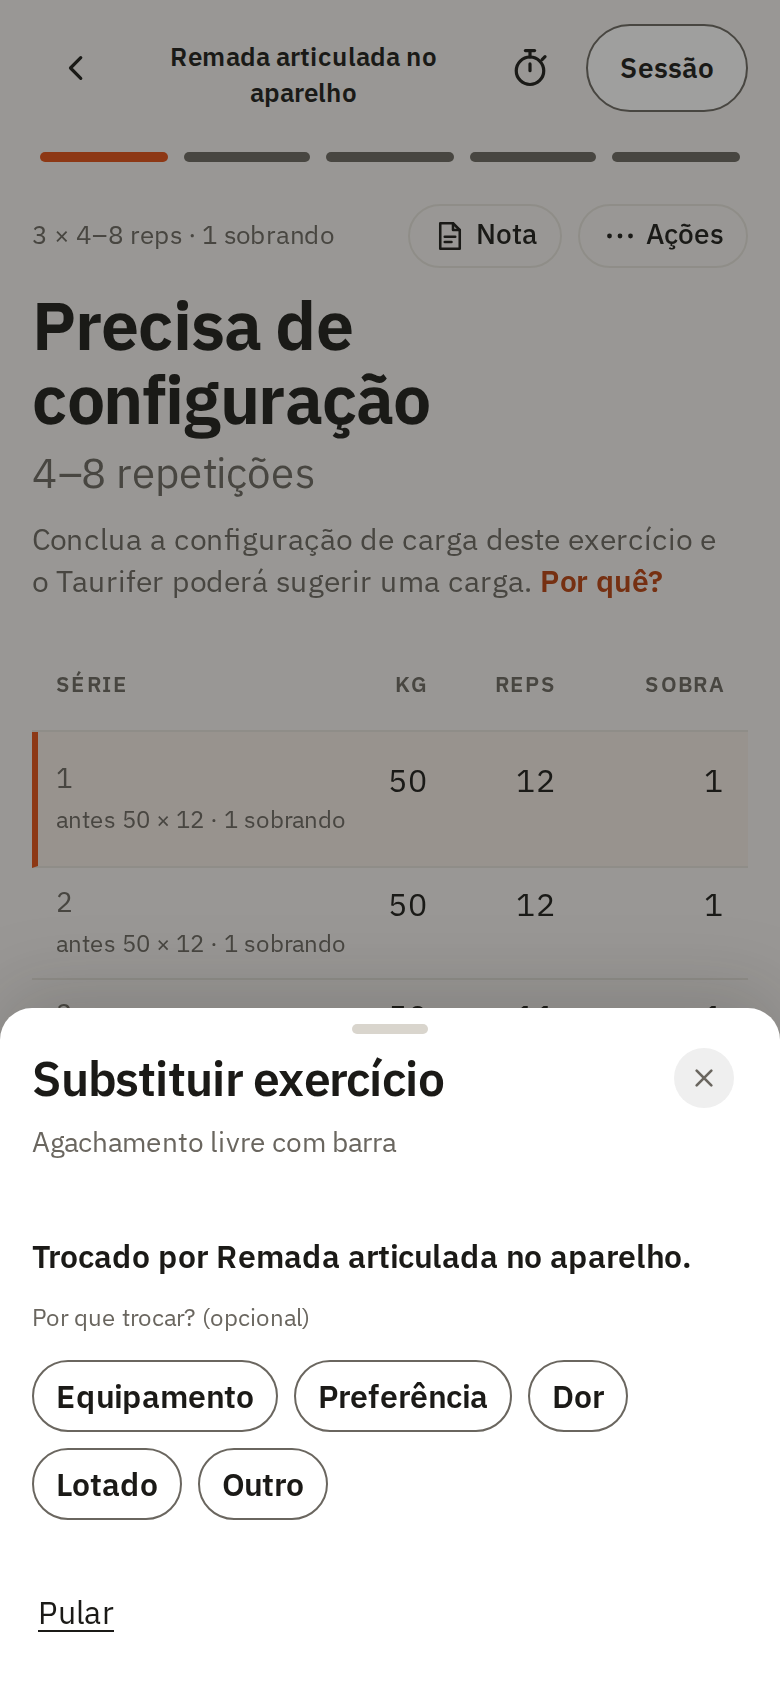 Remada articulada no
aparelho
Sessão
3 × 4–8 reps · 1 sobrando
Nota
Ações
Precisa de
configuração
4–8 repetições
Conclua a configuração de carga deste exercício e
o Taurifer poderá sugerir uma carga. Por quê?
SÉRIE KG REPS SOBRA
1 50 12 1
antes 50 × 12 · 1 sobrando
2 50 12 1
antes 50 × 12 · 1 sobrando
Substituir exercício
Agachamento livre com barra
Trocado por Remada articulada no aparelho.
Por que trocar? (opcional)
Equipamento Preferência Dor
Lotado Outro
Pular